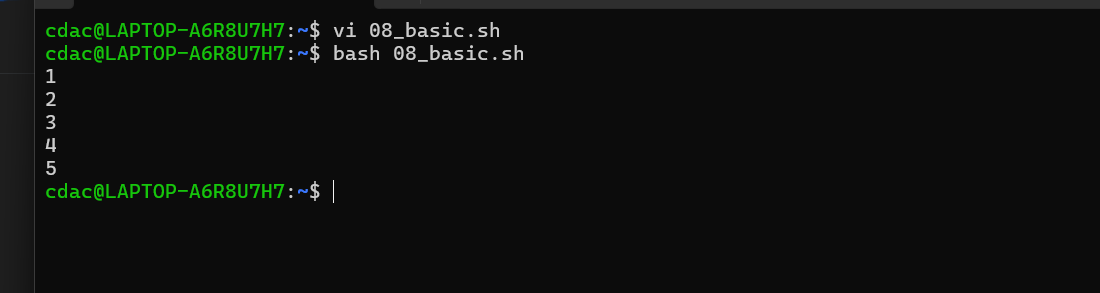 cdac@LAPTOP-A6R8U7H7:~$ vi 08_basic.sh
cdac@LAPTOP-A6R8U7H7:~$ bash 08_basic.sh
1
2
3
4
5
cdac@LAPTOP-A6R8U7H7:~$